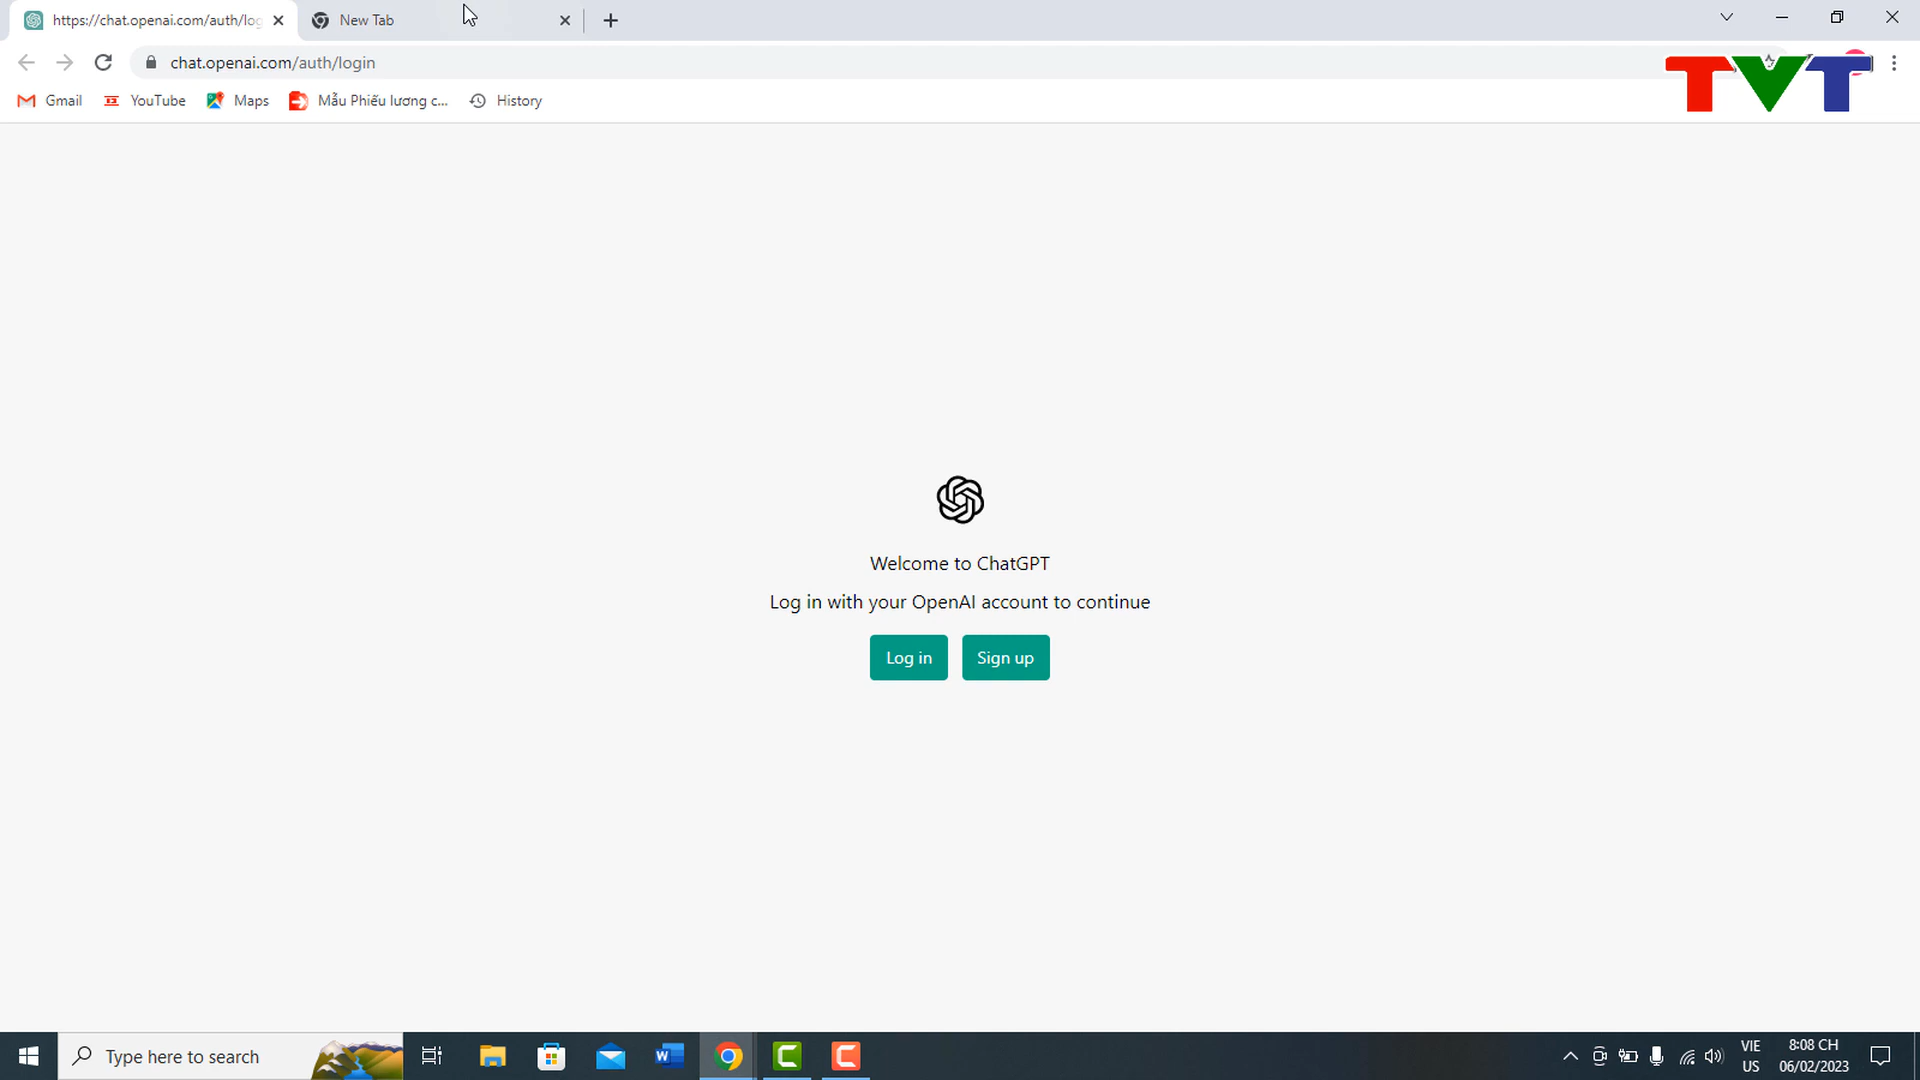 https://chat.openai.com/auth/log
New Tab
chat.openai.com/auth/login
TVT
Gmail
YouTube
Maps
Mẫu Phiếu lương c...
History
Welcome to ChatGPT
Log in with your OpenAI account to continue
Log in
Sign up
Type here to search
VIE
US
8:08 CH
06/02/2023